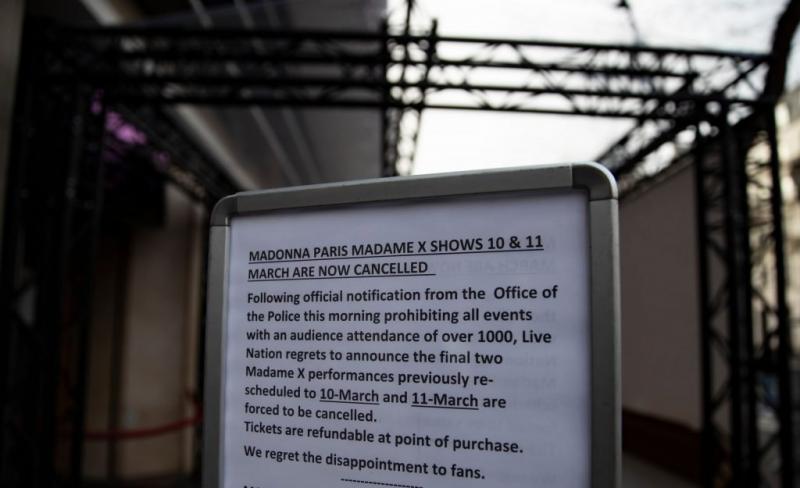 MADONNA PARIS MADAME X SHOWS 10 & 11
MARCH ARE NOW CANCELLED
Following official notification from the Office of
the Police this morning prohibiting all events
with an audience attendance of over 1000, Live
Nation regrets to announce the final two
Madame X performances previously re-
scheduled to 10-March and 11-March are
forced to be cancelled.
Tickets are refundable at point of purchase.
We regret the disappointment to fans.
--------------------